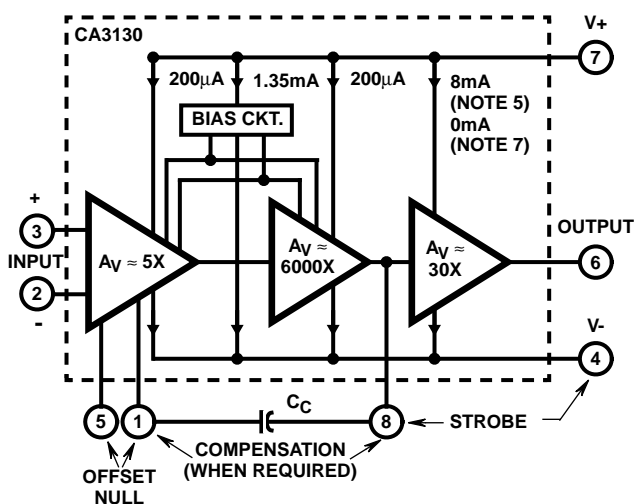 CA3130
V+
7
200µA
1.35mA
200µA
8mA
(NOTE 5)
0mA
(NOTE 7)
BIAS CKT.
+
3
INPUT
2
-
AV ≈ 5X
AV ≈
6000X
AV ≈
30X
OUTPUT
6
V-
4
CC
5
1
8
STROBE
OFFSET
NULL
COMPENSATION
(WHEN REQUIRED)